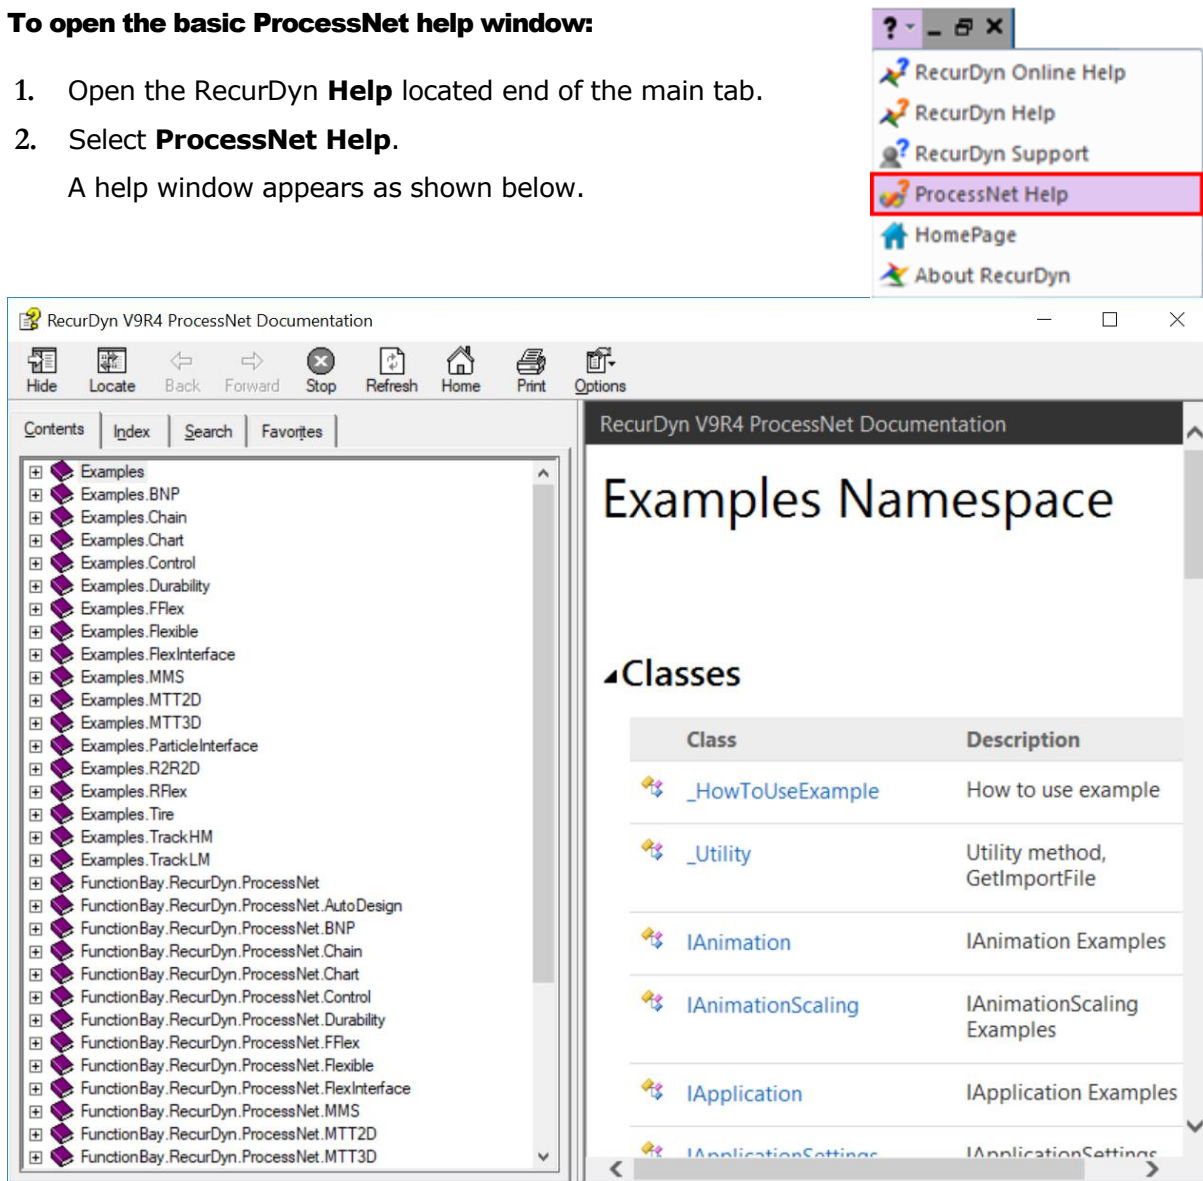 To open the basic ProcessNet help window:
1. Open the RecurDyn Help located end of the main tab.
2. Select ProcessNet Help.
A help window appears as shown below.
?
RecurDyn Online Help
RecurDyn Help
RecurDyn Support
ProcessNet Help
HomePage
About RecurDyn
RecurDyn V9R4 ProcessNet Documentation
Hide Locate Back Forward Stop Refresh Home Print Options
Contents Index Search Favorites
Examples
Examples.BNP
Examples.Chain
Examples.Chart
Examples.Control
Examples.Durability
Examples.FFlex
Examples.Flexible
Examples.FlexInterface
Examples.MMS
Examples.MTT2D
Examples.MTT3D
Examples.ParticleInterface
Examples.R2R2D
Examples.RFlex
Examples.Tire
Examples.TrackHM
Examples.TrackLM
FunctionBay.RecurDyn.ProcessNet
FunctionBay.RecurDyn.ProcessNet.AutoDesign
FunctionBay.RecurDyn.ProcessNet.BNP
FunctionBay.RecurDyn.ProcessNet.Chain
FunctionBay.RecurDyn.ProcessNet.Chart
FunctionBay.RecurDyn.ProcessNet.Control
FunctionBay.RecurDyn.ProcessNet.Durability
FunctionBay.RecurDyn.ProcessNet.FFlex
FunctionBay.RecurDyn.ProcessNet.Flexible
FunctionBay.RecurDyn.ProcessNet.FlexInterface
FunctionBay.RecurDyn.ProcessNet.MMS
FunctionBay.RecurDyn.ProcessNet.MTT2D
FunctionBay.RecurDyn.ProcessNet.MTT3D
RecurDyn V9R4 ProcessNet Documentation
Examples Namespace
Classes
Class Description
_HowToUseExample How to use example
_Utility Utility method,
GetImportFile
IAnimation IAnimation Examples
IAnimationScaling IAnimationScaling
Examples
IApplication IApplication Examples
IApplicationSettings IApplicationSettings